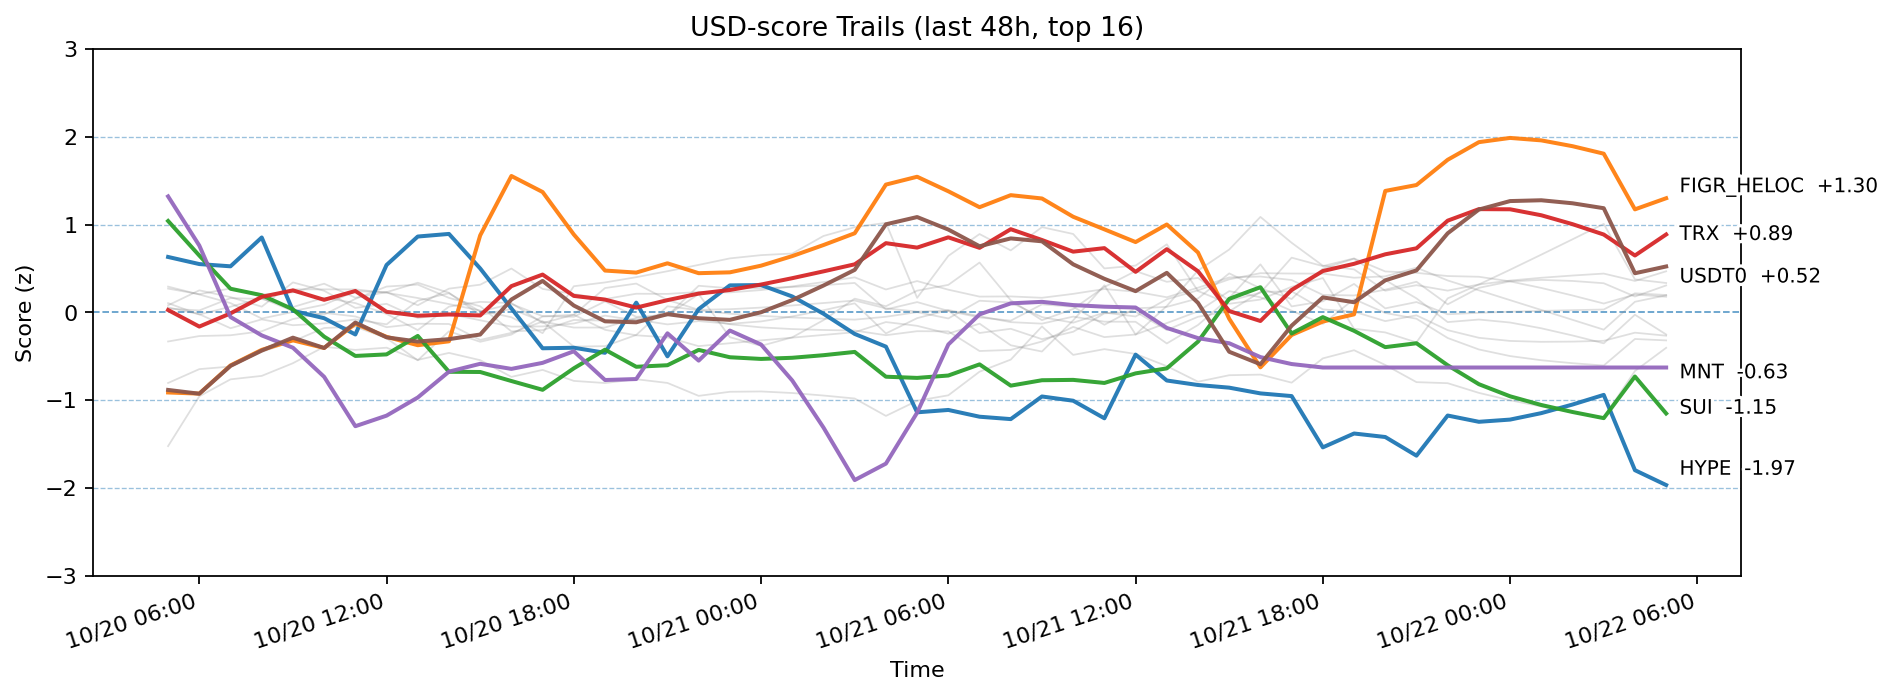 USD-score Trails (last 48h, top 16)
Score (z)
3
2
1
0
−1
−2
−3
FIGR_HELOC +1.30
TRX +0.89
USDT0 +0.52
MNT -0.63
SUI -1.15
HYPE -1.97
10/20 06:00
10/20 12:00
10/20 18:00
10/21 00:00
10/21 06:00
10/21 12:00
10/21 18:00
10/22 00:00
10/22 06:00
Time